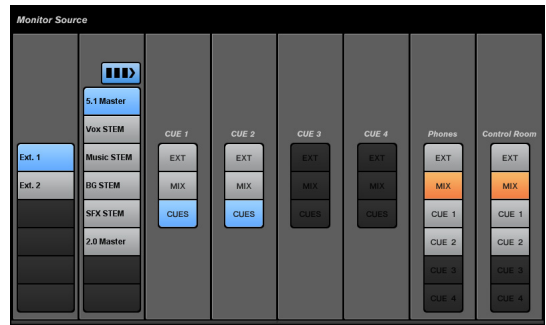 Monitor Source
5.1 Master
Vox STEM
Music STEM
BG STEM
SFX STEM
2.0 Master
Ext. 1
Ext. 2
CUE 1
EXT
MIX
CUES
CUE 2
EXT
MIX
CUES
CUE 3
EXT
MIX
CUES
CUE 4
EXT
MIX
CUES
Phones
EXT
MIX
CUE 1
CUE 2
CUE 3
CUE 4
Control Room
EXT
MIX
CUE 1
CUE 2
CUE 3
CUE 4